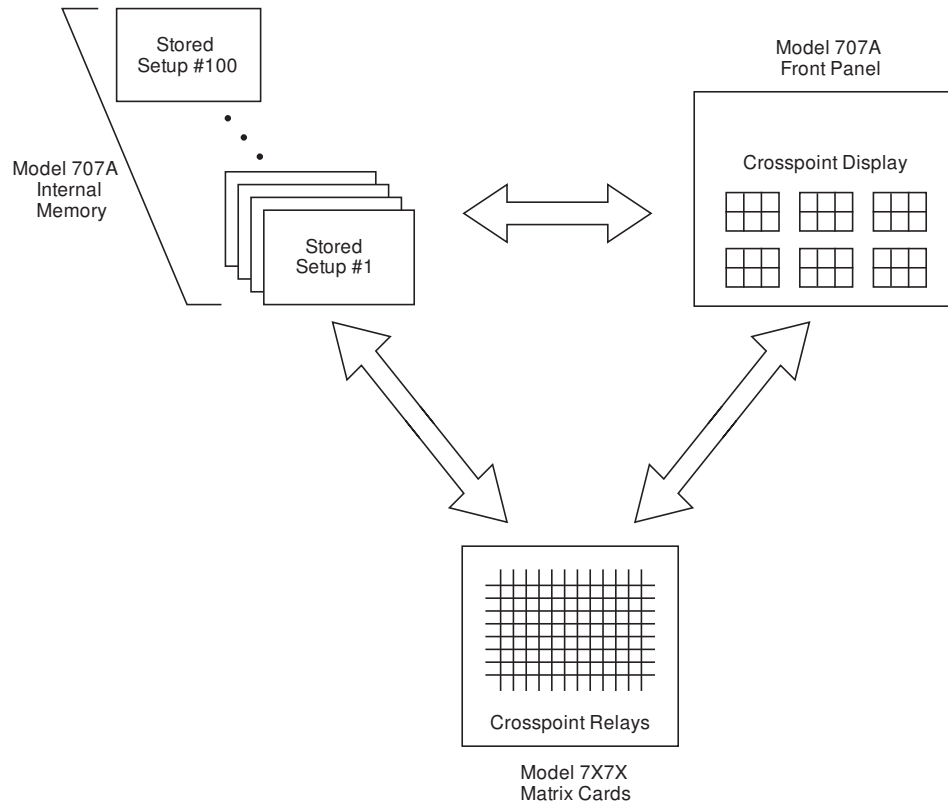 Stored
Setup #100
Model 707A
Internal
Memory
Stored
Setup #1
Model 707A
Front Panel
Crosspoint Display
Crosspoint Relays
Model 7X7X
Matrix Cards